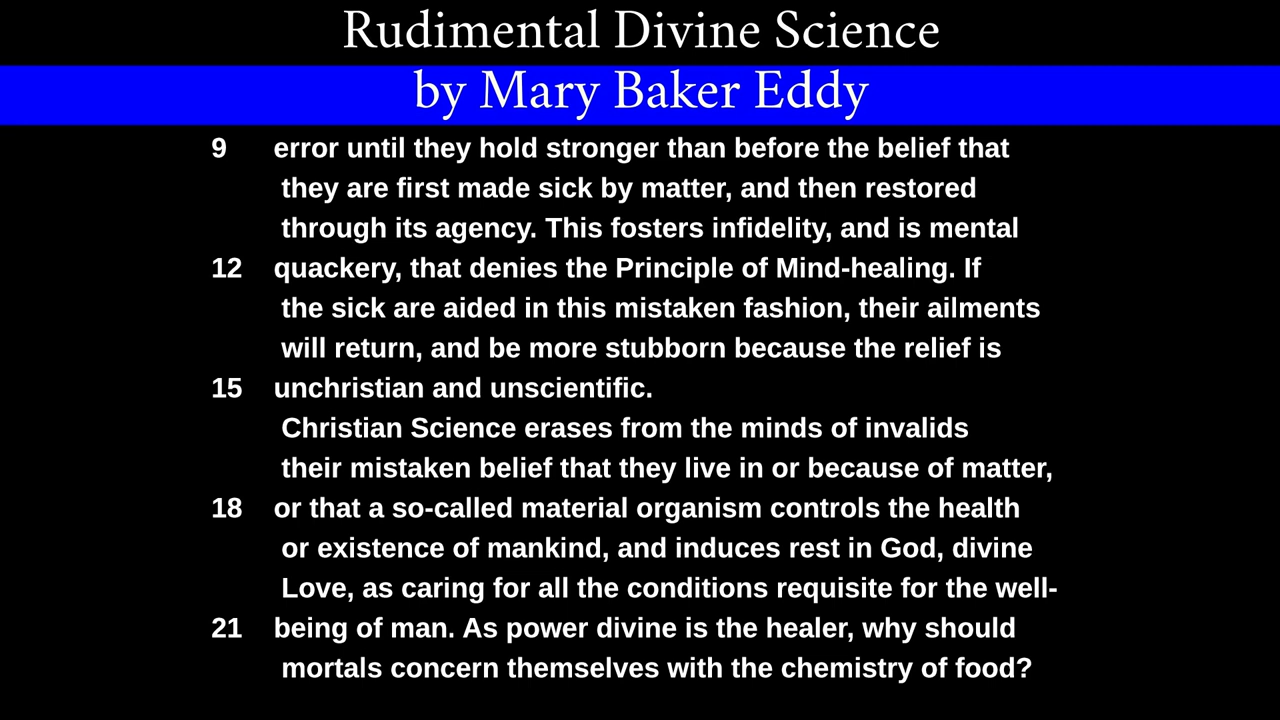 Rudimental Divine Science
by Mary Baker Eddy
9 error until they hold stronger than before the belief that
they are first made sick by matter, and then restored
through its agency. This fosters infidelity, and is mental
12 quackery, that denies the Principle of Mind-healing. If
the sick are aided in this mistaken fashion, their ailments
will return, and be more stubborn because the relief is
15 unchristian and unscientific.
Christian Science erases from the minds of invalids
their mistaken belief that they live in or because of matter,
18 or that a so-called material organism controls the health
or existence of mankind, and induces rest in God, divine
Love, as caring for all the conditions requisite for the well-
21 being of man. As power divine is the healer, why should
mortals concern themselves with the chemistry of food?